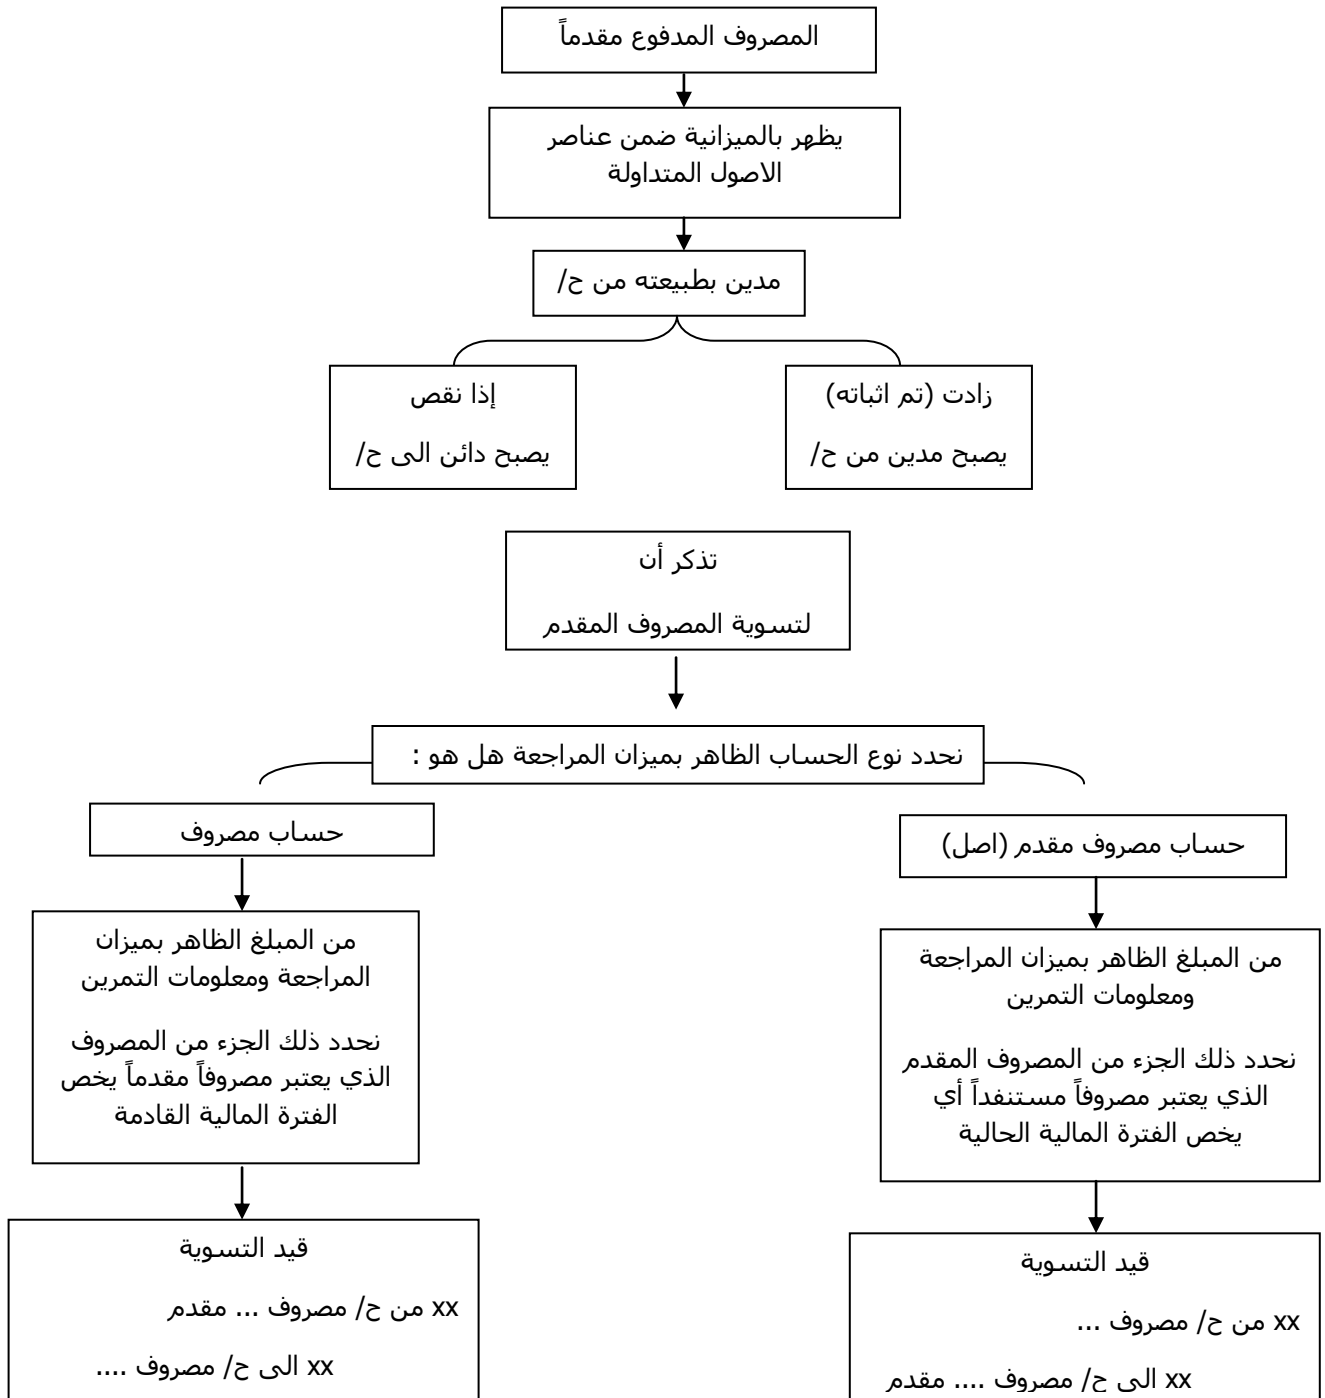 المصروف المدفوع مقدماً
يظهر بالميزانية ضمن عناصر
الاصول المتداولة
مدين بطبيعته من ح/
زادت (تم اثباته)
يصبح مدين من ح/
إذا نقص
يصبح دائن الى ح/
تذكر أن
لتسوية المصروف المقدم
نحدد نوع الحساب الظاهر بميزان المراجعة هل هو :
حساب مصروف مقدم (اصل)
من المبلغ الظاهر بميزان المراجعة
ومعلومات التمرين
نحدد ذلك الجزء من المصروف المقدم
الذي يعتبر مصروفاً مستنفداً أي
يخص الفترة المالية الحالية
قيد التسوية
xx من ح/ مصروف ...
xx الى ح/ مصروف .... مقدم
حساب مصروف
من المبلغ الظاهر بميزان
المراجعة ومعلومات التمرين
نحدد ذلك الجزء من المصروف
الذي يعتبر مصروفاً مقدماً يخص
الفترة المالية القادمة
قيد التسوية
xx من ح/ مصروف ... مقدم
xx الى ح/ مصروف ....